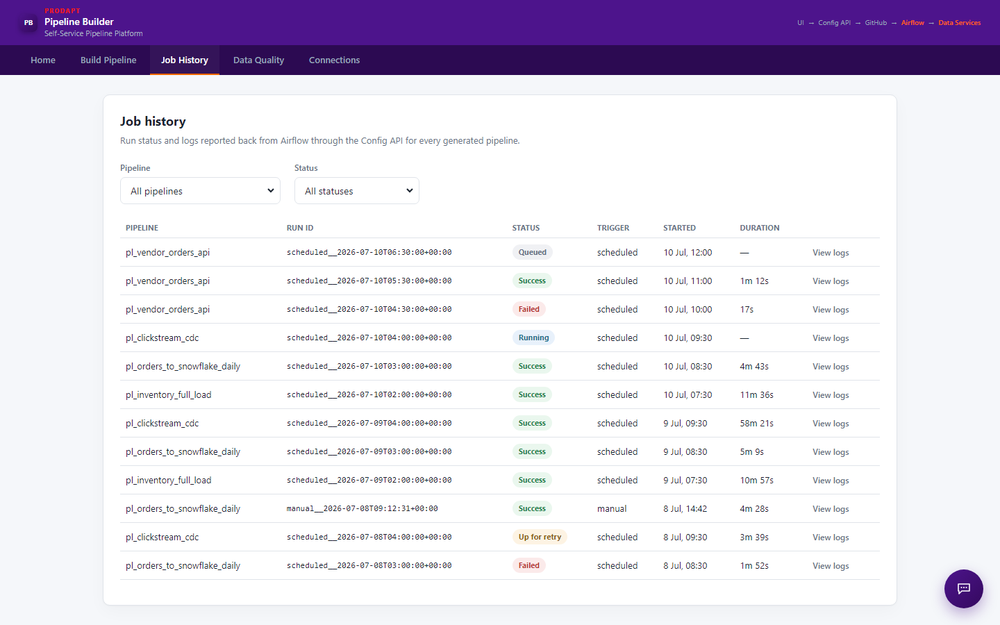 PRODAPT
PB
Pipeline Builder
Self-Service Pipeline Platform
UI → Config API → GitHub → Airflow → Data Services
Home Build Pipeline Job History Data Quality Connections
Job history
Run status and logs reported back from Airflow through the Config API for every generated pipeline.
Pipeline Status
All pipelines All statuses
PIPELINE RUN ID STATUS TRIGGER STARTED DURATION
pl_vendor_orders_api scheduled__2026-07-10T06:30:00+00:00 Queued scheduled 10 Jul, 12:00 — View logs
pl_vendor_orders_api scheduled__2026-07-10T05:30:00+00:00 Success scheduled 10 Jul, 11:00 1m 12s View logs
pl_vendor_orders_api scheduled__2026-07-10T04:30:00+00:00 Failed scheduled 10 Jul, 10:00 17s View logs
pl_clickstream_cdc scheduled__2026-07-10T04:00:00+00:00 Running scheduled 10 Jul, 09:30 — View logs
pl_orders_to_snowflake_daily scheduled__2026-07-10T03:00:00+00:00 Success scheduled 10 Jul, 08:30 4m 43s View logs
pl_inventory_full_load scheduled__2026-07-10T02:00:00+00:00 Success scheduled 10 Jul, 07:30 11m 36s View logs
pl_clickstream_cdc scheduled__2026-07-09T04:00:00+00:00 Success scheduled 9 Jul, 09:30 58m 21s View logs
pl_orders_to_snowflake_daily scheduled__2026-07-09T03:00:00+00:00 Success scheduled 9 Jul, 08:30 5m 9s View logs
pl_inventory_full_load scheduled__2026-07-09T02:00:00+00:00 Success scheduled 9 Jul, 07:30 10m 57s View logs
pl_orders_to_snowflake_daily manual__2026-07-08T09:12:31+00:00 Success manual 8 Jul, 14:42 4m 28s View logs
pl_clickstream_cdc scheduled__2026-07-08T04:00:00+00:00 Up for retry scheduled 8 Jul, 09:30 3m 39s View logs
pl_orders_to_snowflake_daily scheduled__2026-07-08T03:00:00+00:00 Failed scheduled 8 Jul, 08:30 1m 52s View logs